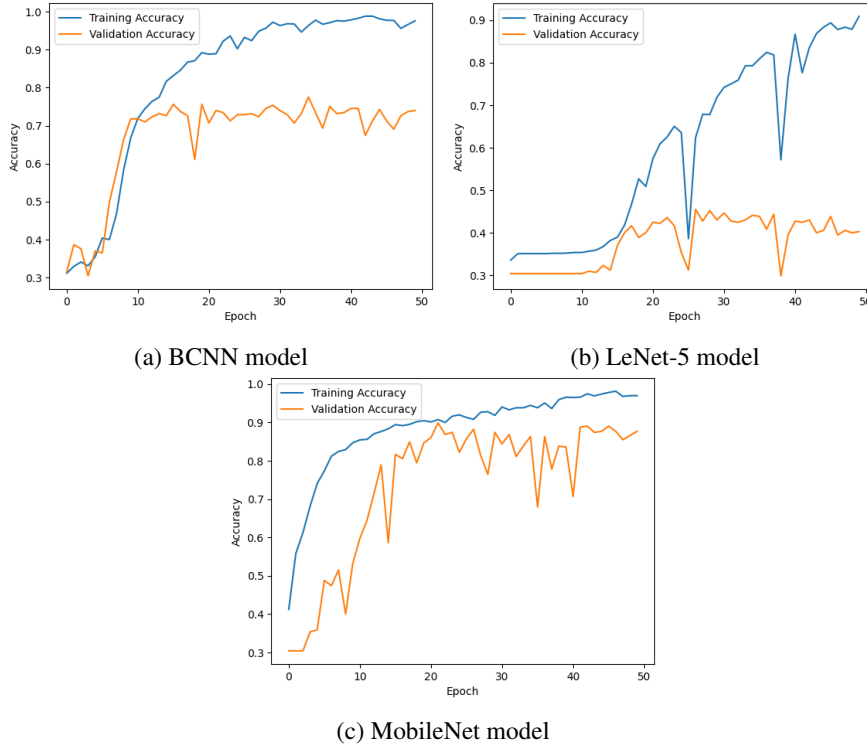 Training Accuracy
Validation Accuracy
1.0
0.9
0.8
0.7
0.6
0.5
0.4
0.3
Accuracy
0
10
20
30
40
50
Epoch
(a) BCNN model
Training Accuracy
Validation Accuracy
0.9
0.8
0.7
0.6
0.5
0.4
0.3
Accuracy
0
10
20
30
40
50
Epoch
(b) LeNet-5 model
Training Accuracy
Validation Accuracy
1.0
0.9
0.8
0.7
0.6
0.5
0.4
0.3
Accuracy
0
10
20
30
40
50
Epoch
(c) MobileNet model